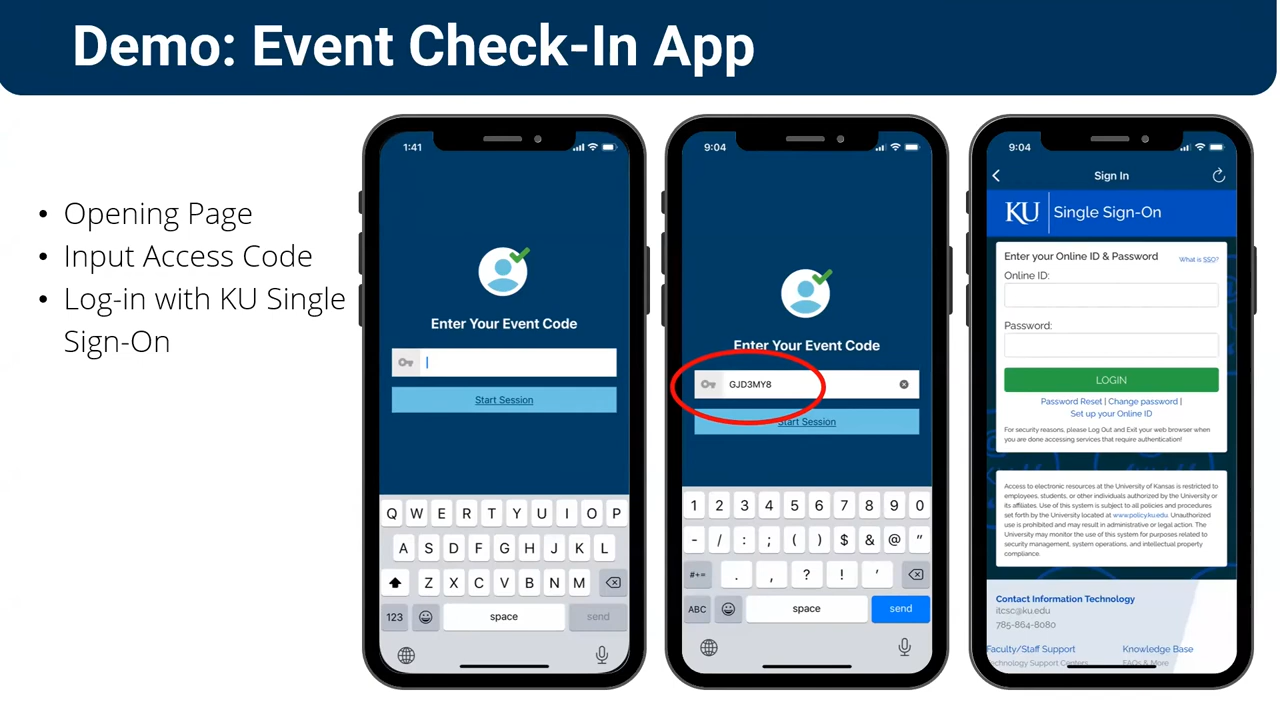 Demo: Event Check-In App
• Opening Page
• Input Access Code
• Log-in with KU Single
Sign-On
1:41
Enter Your Event Code
Start Session
Q W E R T Y U I O P
A S D F G H J K L
Z X C V B N M
123 space send
9:04
Enter Your Event Code
GJD3MY8
Start Session
1 2 3 4 5 6 7 8 9 0
- / : ; ( ) $ & @ "
#+= . , ? ! '
ABC space send
9:04
Sign In
KU Single Sign-On
Enter your Online ID & Password What is SSO?
Online ID:
Password:
LOGIN
Password Reset | Change password |
Set up your Online ID
For security reasons, please Log Out and Exit your web browser when
you are done accessing services that require authentication!
Access to electronic resources at the University of Kansas is restricted to
employees, students, or other individuals authorized by the University or
its affiliates. Use of this system is subject to all policies and procedures
set forth by the University located at www.policy.ku.edu. Unauthorized
use is prohibited and may result in administrative or legal action. The
University may monitor the use of this system for purposes related to
security management, system operations, and intellectual property
compliance.
Contact Information Technology
itcsc@ku.edu
785-864-8080
Faculty/Staff Support Knowledge Base
echnology Support Centers FAQs & More